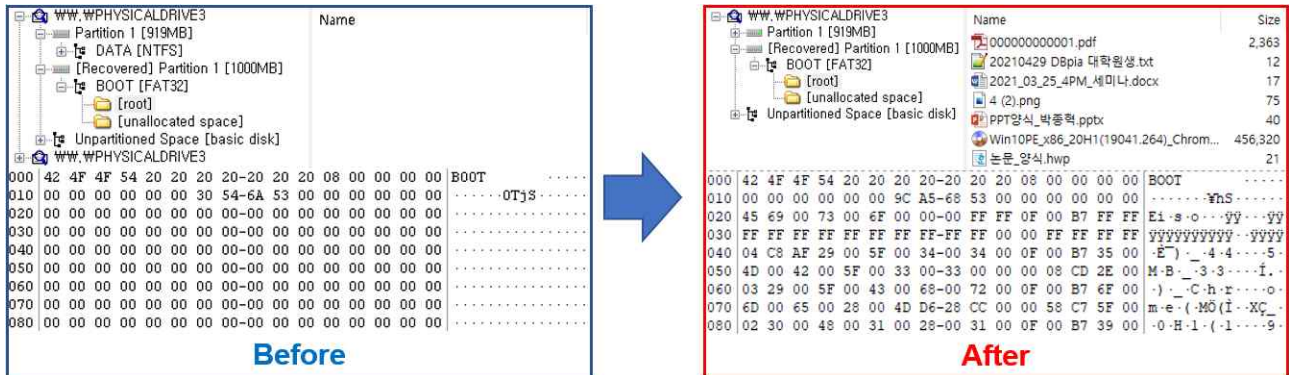 ₩₩.₩PHYSICALDRIVE3
Name
Partition 1 [919MB]
DATA [NTFS]
[Recovered] Partition 1 [1000MB]
BOOT [FAT32]
[root]
[unallocated space]
Unpartitioned Space [basic disk]
₩₩.₩PHYSICALDRIVE3
000 42 4F 4F 54 20 20 20 20-20 20 20 08 00 00 00 00 BOOT ·····
010 00 00 00 00 00 00 30 54-6A 53 00 00 00 00 00 00 ······0TjS······
020 00 00 00 00 00 00 00 00-00 00 00 00 00 00 00 00 ················
030 00 00 00 00 00 00 00 00-00 00 00 00 00 00 00 00 ················
040 00 00 00 00 00 00 00 00-00 00 00 00 00 00 00 00 ················
050 00 00 00 00 00 00 00 00-00 00 00 00 00 00 00 00 ················
060 00 00 00 00 00 00 00 00-00 00 00 00 00 00 00 00 ················
070 00 00 00 00 00 00 00 00-00 00 00 00 00 00 00 00 ················
080 00 00 00 00 00 00 00 00-00 00 00 00 00 00 00 00 ················
Before
₩₩.₩PHYSICALDRIVE3
Partition 1 [919MB]
[Recovered] Partition 1 [1000MB]
BOOT [FAT32]
[root]
[unallocated space]
Unpartitioned Space [basic disk]
Name Size
000000000001.pdf 2,363
20210429 DBpia 대학원생.txt 12
2021_03_25_4PM_세미나.docx 17
4 (2).png 75
PPT양식_박종혁.pptx 40
Win10PE_x86_20H1(19041.264)_Chrom... 456,320
논문_양식.hwp 21
000 42 4F 4F 54 20 20 20 20-20 20 20 08 00 00 00 00 BOOT ·····
010 00 00 00 00 00 00 9C A5-68 53 00 00 00 00 00 00 ·······¥hS······
020 45 69 00 73 00 6F 00 00-00 FF FF 0F 00 B7 FF FF Ei·s·o···ÿÿ···ÿÿ
030 FF FF FF FF FF FF FF FF-FF FF 00 00 FF FF FF FF ÿÿÿÿÿÿÿÿÿÿ··ÿÿÿÿ
040 04 C8 AF 29 00 5F 00 34-00 34 00 0F 00 B7 35 00 ·È¯)·_·4·4····5·
050 4D 00 42 00 5F 00 33 00-33 00 00 00 08 CD 2E 00 M·B·_·3·3····Í.·
060 03 29 00 5F 00 43 00 68-00 72 00 0F 00 B7 6F 00 ·)·_·C·h·r····o·
070 6D 00 65 00 28 00 4D D6-28 CC 00 00 58 C7 5F 00 m·e·(·MÖ(Ì··XÇ_·
080 02 30 00 48 00 31 00 28-00 31 00 0F 00 B7 39 00 ·0·H·1·(·1····9·
After